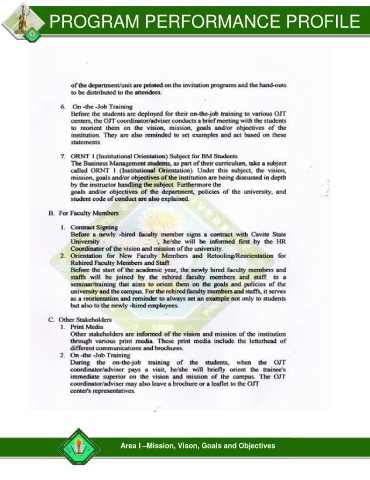 PROGRAM PERFORMANCE PROFILE
of the department/unit are printed on the invitation programs and the hand-outs
to be distributed to the attendees.
6. On -the -Job Training
Before the students are deployed for their on-the-job training to various OJT
centers, the OJT coordinator/adviser conducts a brief meeting with the students
to reorient them on the vision, mission, goals and/or objectives of the
institution. They are also reminded to set examples and act based on these
statements.
7. ORNT 1 (Institutional Orientation) Subject for BM Students
The Business Management students, as part of their curriculum, take a subject
called ORNT 1 (Institutional Orientation). Under this subject, the vision,
mission, goals and/or objectives of the institution are being discussed in depth
by the instructor handling the subject. Furthermore the
goals and/or objectives of the department, policies of the university, and
student code of conduct are also explained.
B. For Faculty Members
1. Contract Signing
Before a newly -hired faculty member signs a contract with Cavite State
University , he/she will be informed first by the HR
Coordinator of the vision and mission of the university.
2. Orientation for New Faculty Members and Retooling/Reorientation for
Rehired Faculty Members and Staff
Before the start of the academic year, the newly hired faculty members and
staffs will be joined by the rehired faculty members and staff in a
seminar/training that aims to orient them on the goals and policies of the
university and the campus. For the rehired faculty members and staffs, it serves
as a reorientation and reminder to always set an example not only to students
but also to the newly -hired employees.
C. Other Stakeholders
1. Print Media
Other stakeholders are informed of the vision and mission of the institution
through various print media. These print media include the letterhead of
different communications and brochures.
2. On -the -Job Training
During the on-the-job training of the students, when the OJT
coordinator/adviser pays a visit, he/she will briefly orient the trainee's
immediate superior on the vision and mission of the campus. The OJT
coordinator/adviser may also leave a brochure or a leaflet to the OJT
center's representatives.
Area I –Mission, Vison, Goals and Objectives